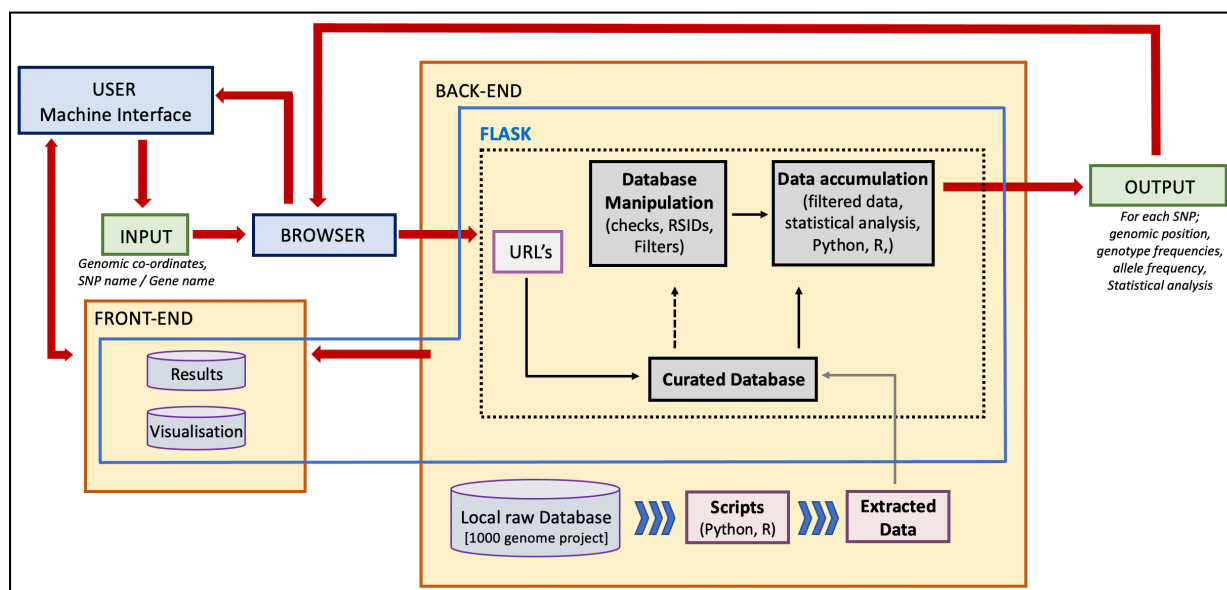 USER
Machine Interface
INPUT
Genomic co-ordinates,
SNP name / Gene name
BROWSER
FRONT-END
Results
Visualisation
BACK-END
FLASK
URL's
Database
Manipulation
(checks, RSIDs,
Filters)
Data accumulation
(filtered data,
statistical analysis,
Python, R,)
Curated Database
Local raw Database
[1000 genome project]
Scripts
(Python, R)
Extracted
Data
OUTPUT
For each SNP;
genomic position,
genotype frequencies,
allele frequency,
Statistical analysis